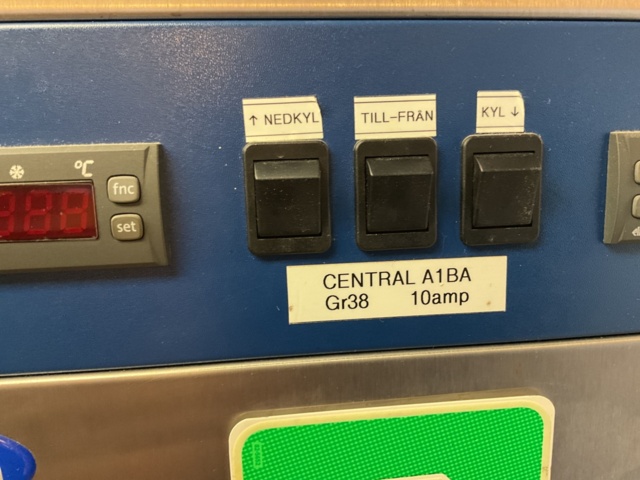 ↑ NEDKYL
TILL-FRÅN
KYL ↓
°C
fnc
set
CENTRAL A1BA
Gr38 10amp